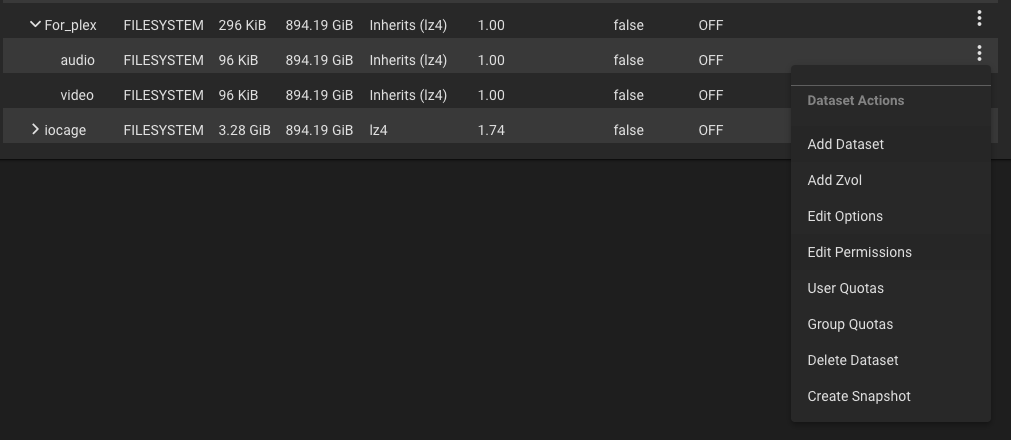 For_plex FILESYSTEM 296 KiB 894.19 GiB Inherits (lz4) 1.00 false OFF
audio FILESYSTEM 96 KiB 894.19 GiB Inherits (lz4) 1.00 false OFF
video FILESYSTEM 96 KiB 894.19 GiB Inherits (lz4) 1.00 false OFF
iocage FILESYSTEM 3.28 GiB 894.19 GiB lz4 1.74 false OFF
Dataset Actions
Add Dataset
Add Zvol
Edit Options
Edit Permissions
User Quotas
Group Quotas
Delete Dataset
Create Snapshot